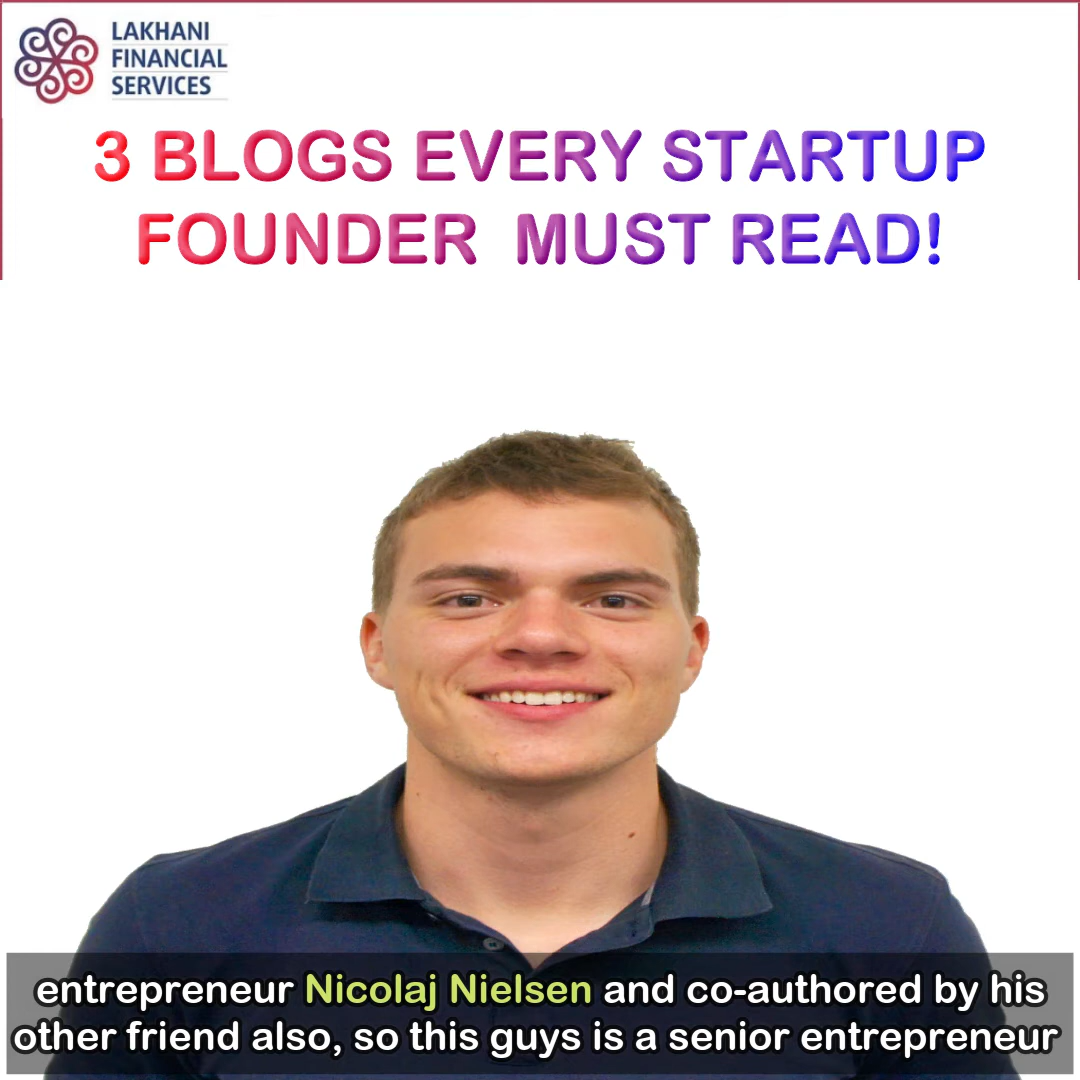 LAKHANI
FINANCIAL
SERVICES
3 BLOGS EVERY STARTUP
FOUNDER MUST READ!
entrepreneur Nicolaj Nielsen and co-authored by his
other friend also, so this guys is a senior entrepreneur